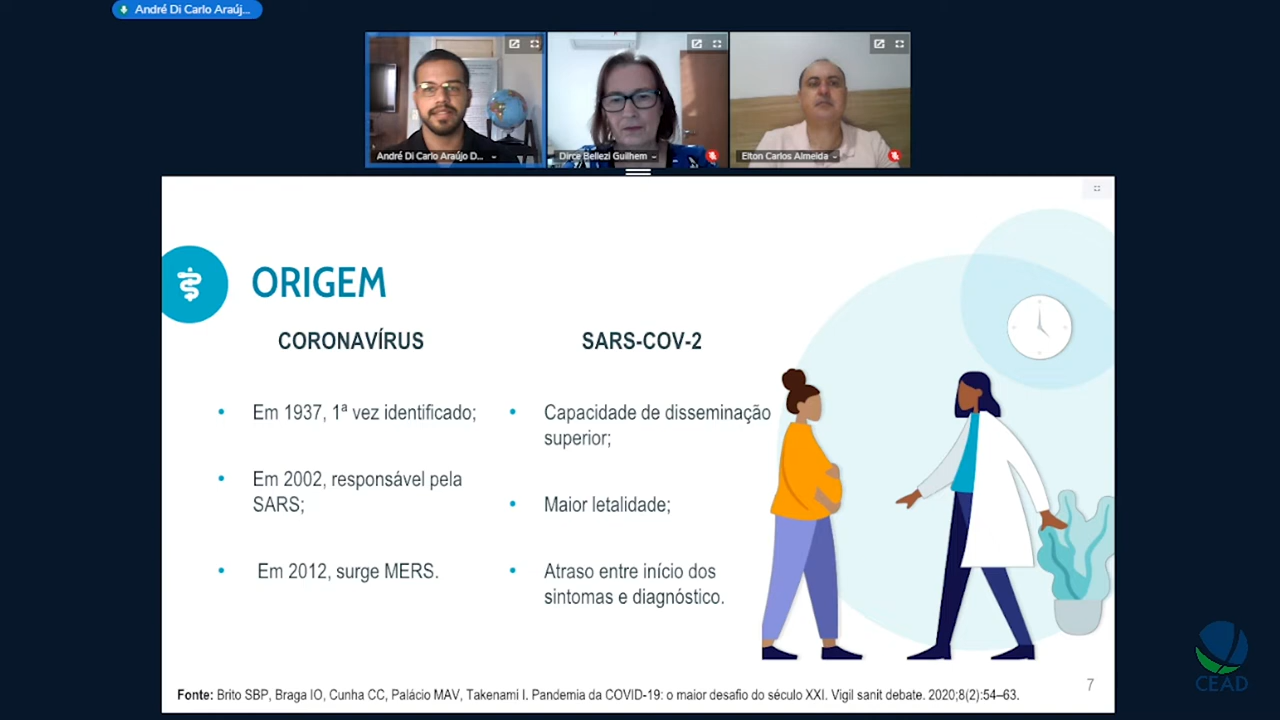 André Di Carlo Araúj...
André Di Carlo Araújo D...
Dirce Bellezi Guilhem
Elton Carlos Almeida
ORIGEM
CORONAVÍRUS
• Em 1937, 1ª vez identificado;
• Em 2002, responsável pela
SARS;
• Em 2012, surge MERS.
SARS-COV-2
• Capacidade de disseminação
superior;
• Maior letalidade;
• Atraso entre início dos
sintomas e diagnóstico.
Fonte: Brito SBP, Braga IO, Cunha CC, Palácio MAV, Takenami I. Pandemia da COVID-19: o maior desafio do século XXI. Vigil sanit debate. 2020;8(2):54–63.
7
CEAD